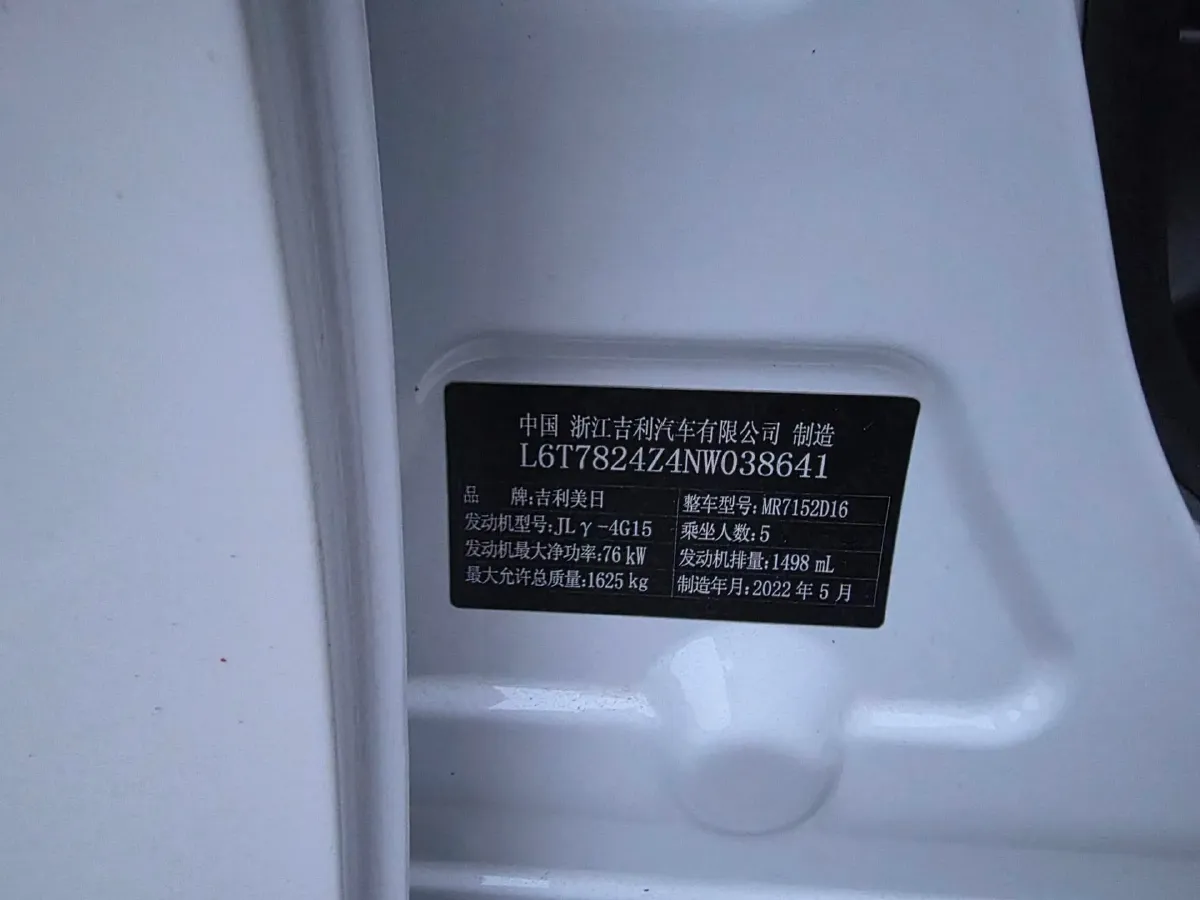 中国 浙江吉利汽车有限公司 制造
L6T7824Z4NW038641
品 牌:吉利美日 整车型号:MR7152D16
发动机型号:JLγ-4G15 乘坐人数:5
发动机最大净功率:76 kW 发动机排量:1498 mL
最大允许总质量:1625 kg 制造年月:2022 年 5 月